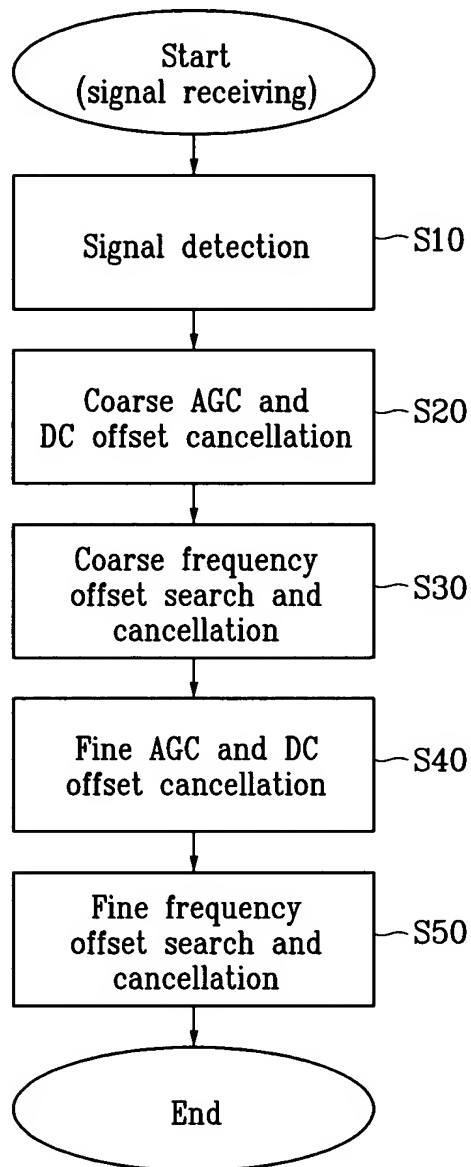 Start
(signal receiving)
Signal detection
S10
Coarse AGC and
DC offset cancellation
S20
Coarse frequency
offset search and
cancellation
S30
Fine AGC and DC
offset cancellation
S40
Fine frequency
offset search and
cancellation
S50
End